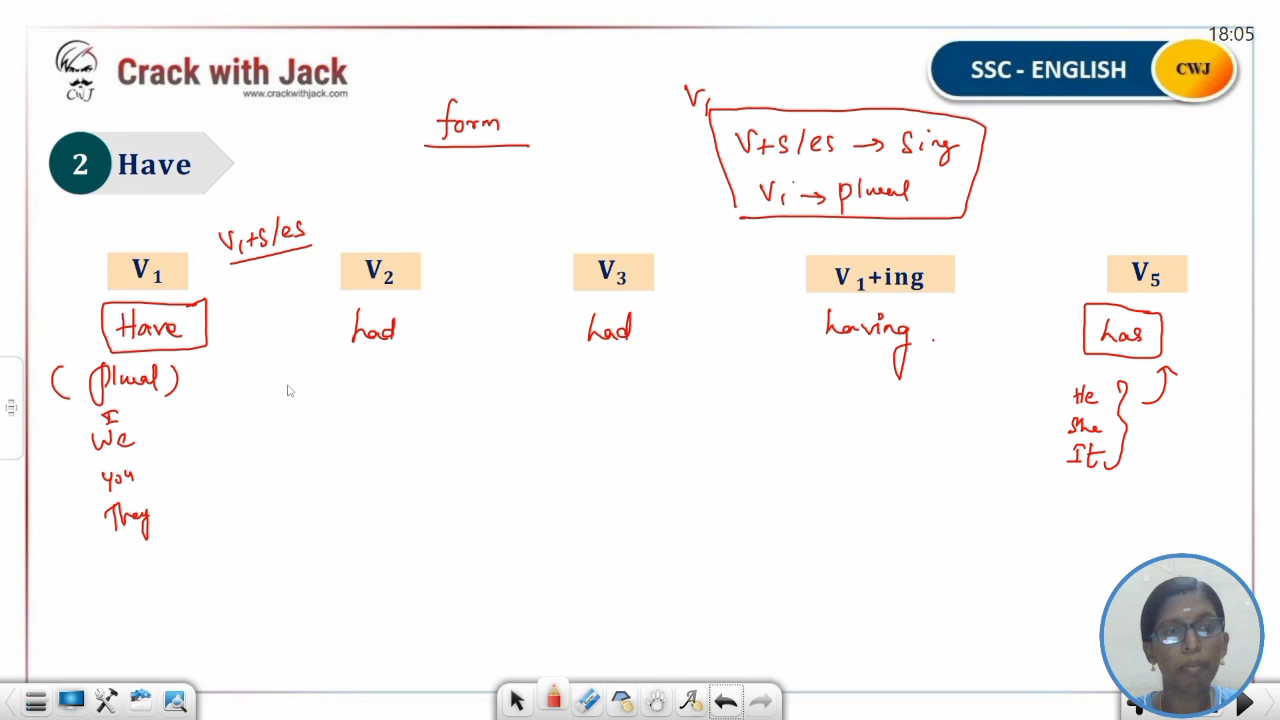 18:05
Crack with Jack
www.crackwithjack.com
CWJ
SSC - ENGLISH
CWJ
form
V1
V+s/es → Sing
V1 → plural
2 Have
V1+s/es
V1 V2 V3 V1+ing V5
Have had had having. has
(plural)
I
We
you
They
He
She
It